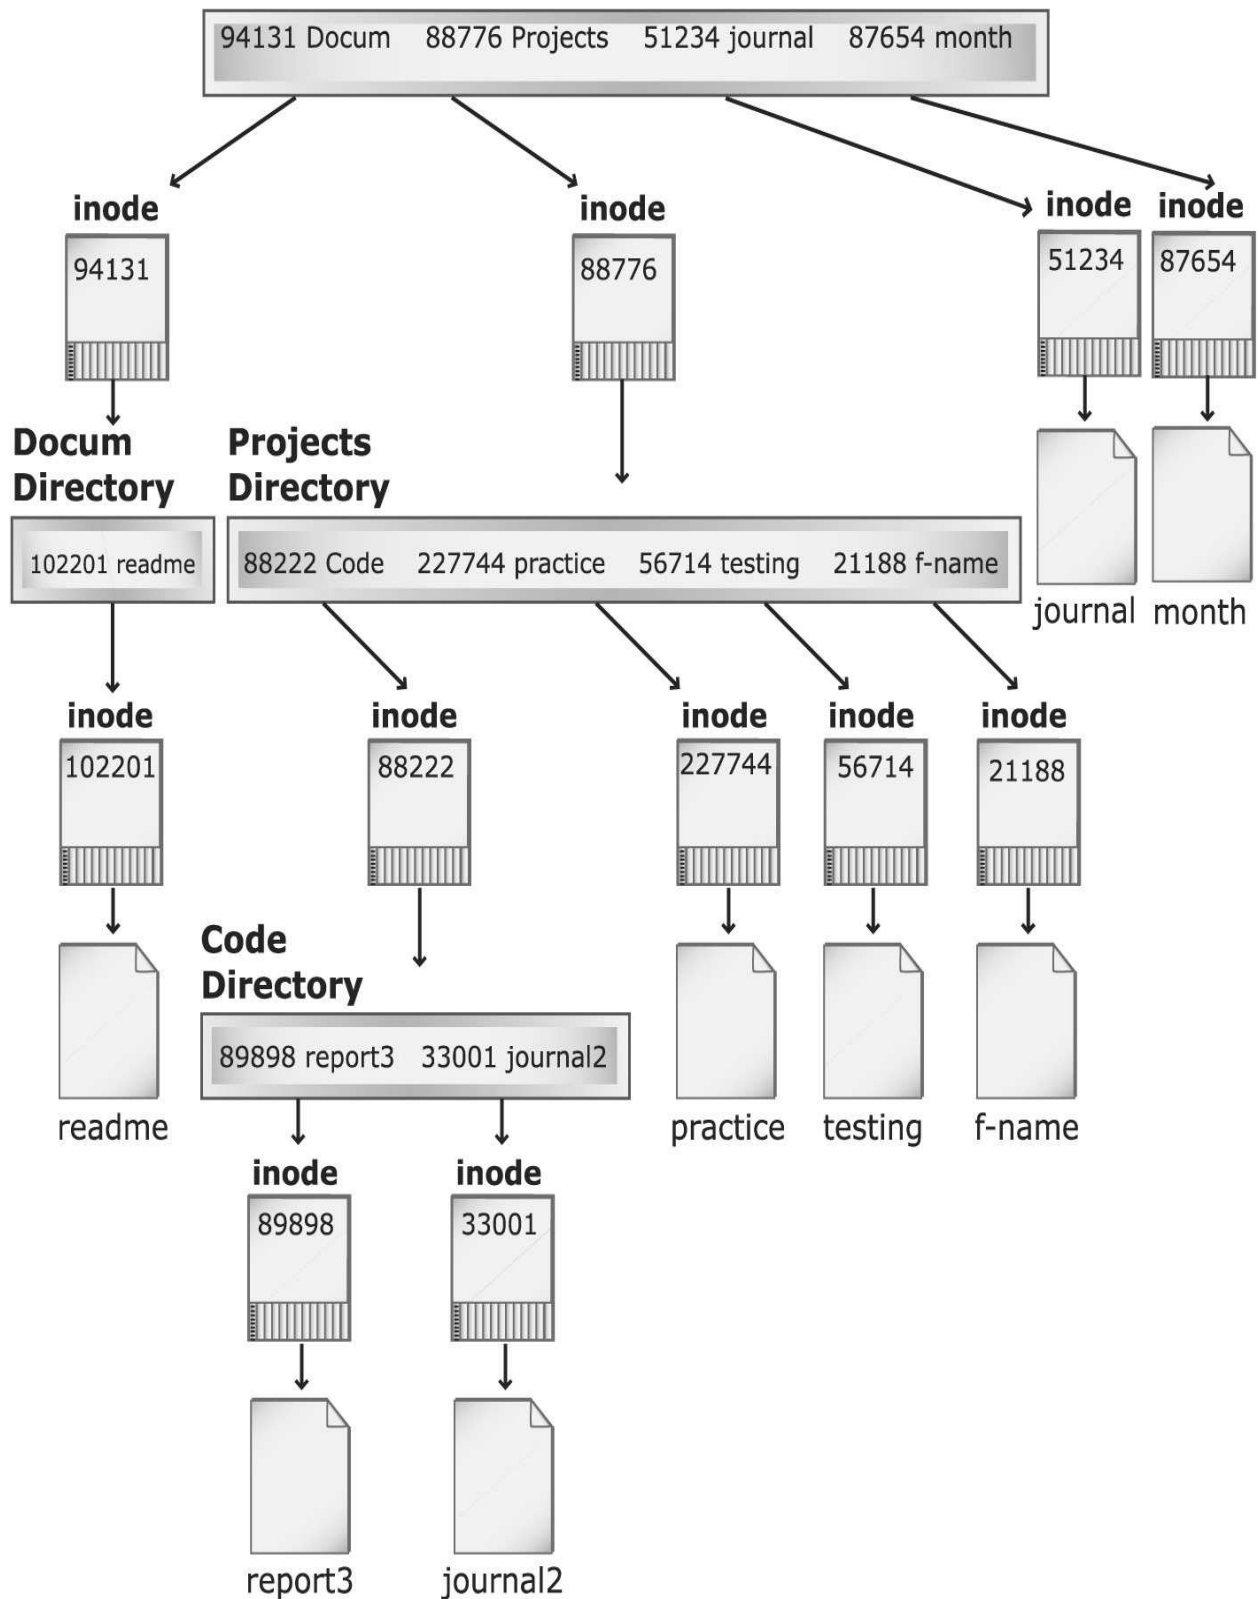 94131 Docum 88776 Projects 51234 journal 87654 month
inode
inode
inode
inode
94131
88776
51234
87654
Docum
Directory
Projects
Directory
102201 readme
88222 Code 227744 practice 56714 testing 21188 f-name
journal
month
inode
inode
inode
inode
inode
102201
88222
227744
56714
21188
Code
Directory
89898 report3 33001 journal2
readme
practice
testing
f-name
inode
inode
89898
33001
report3
journal2